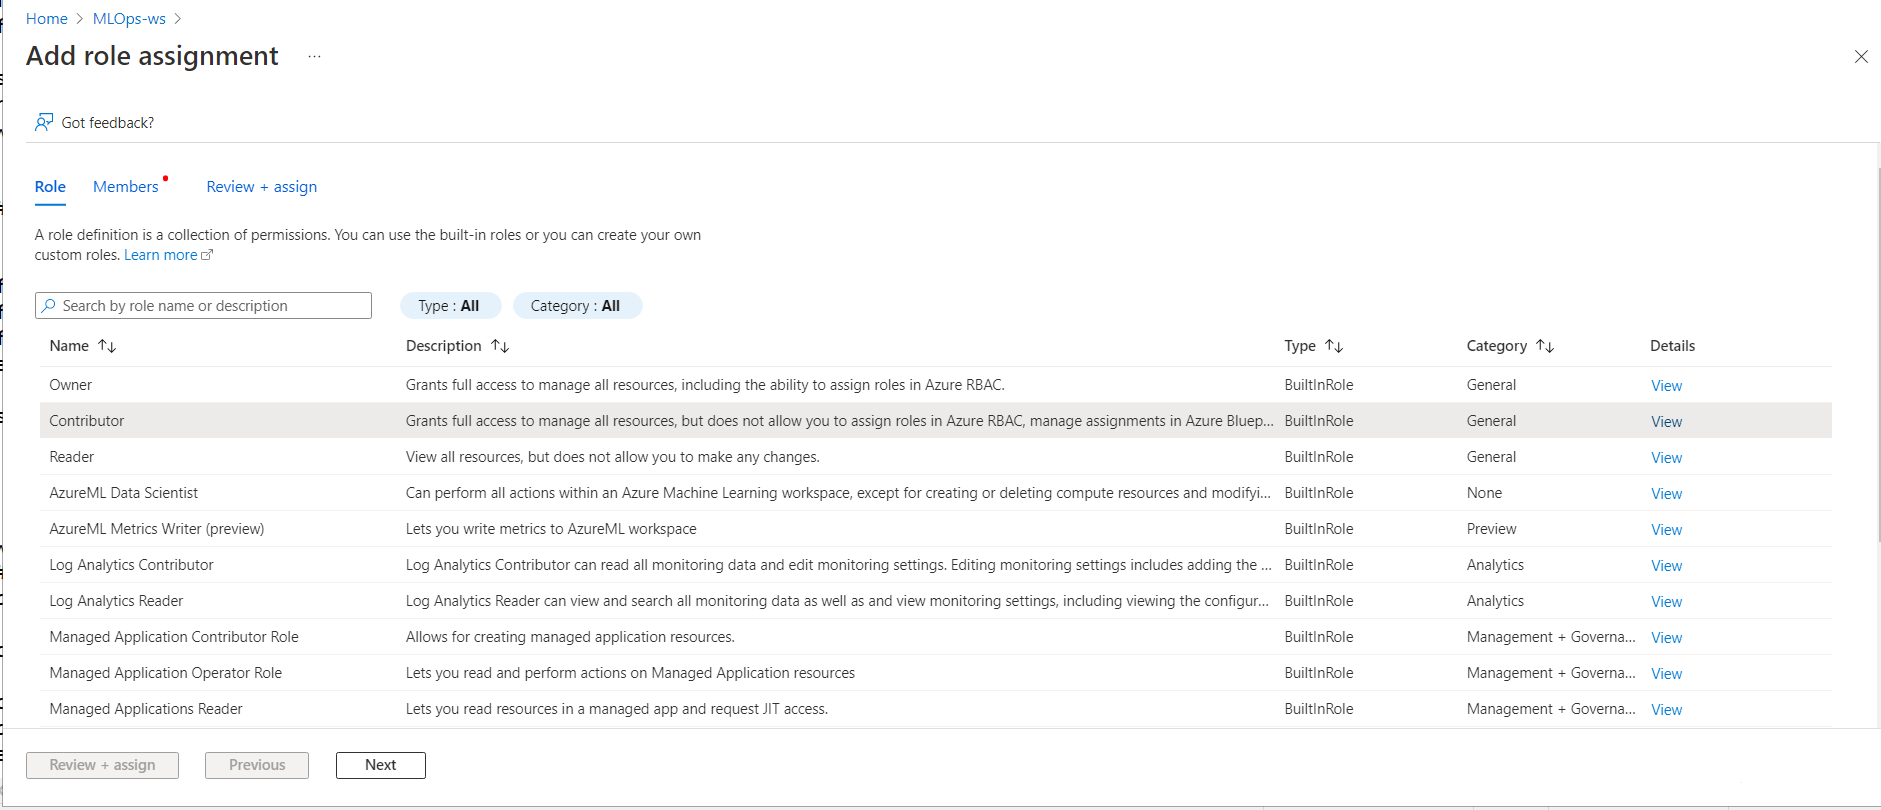 Home > MLOps-ws >
Add role assignment ...
Got feedback?
Role Members Review + assign
A role definition is a collection of permissions. You can use the built-in roles or you can create your own
custom roles. Learn more
Search by role name or description Type : All Category : All
Name Description Type Category Details
Owner Grants full access to manage all resources, including the ability to assign roles in Azure RBAC. BuiltInRole General View
Contributor Grants full access to manage all resources, but does not allow you to assign roles in Azure RBAC, manage assignments in Azure Bluep... BuiltInRole General View
Reader View all resources, but does not allow you to make any changes. BuiltInRole General View
AzureML Data Scientist Can perform all actions within an Azure Machine Learning workspace, except for creating or deleting compute resources and modifyi... BuiltInRole None View
AzureML Metrics Writer (preview) Lets you write metrics to AzureML workspace BuiltInRole Preview View
Log Analytics Contributor Log Analytics Contributor can read all monitoring data and edit monitoring settings. Editing monitoring settings includes adding the ... BuiltInRole Analytics View
Log Analytics Reader Log Analytics Reader can view and search all monitoring data as well as and view monitoring settings, including viewing the configur... BuiltInRole Analytics View
Managed Application Contributor Role Allows for creating managed application resources. BuiltInRole Management + Governa... View
Managed Application Operator Role Lets you read and perform actions on Managed Application resources BuiltInRole Management + Governa... View
Managed Applications Reader Lets you read resources in a managed app and request JIT access. BuiltInRole Management + Governa... View
Review + assign Previous Next